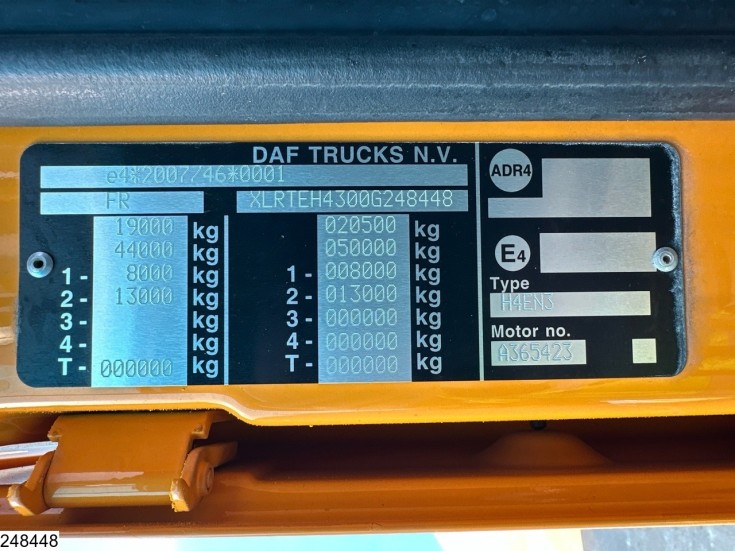 DAF TRUCKS N.V.
e4*2007/46*0001
FR XLRTEH4300G248448
19000 kg 020500 kg
44000 kg 050000 kg
1- 8000 kg 1- 008000 kg
2- 13000 kg 2- 013000 kg
3- kg 3- 000000 kg
4- kg 4- 000000 kg
T- 000000 kg T- 000000 kg
ADR4
E4
Type
H4EN3
Motor no.
A365423
248448